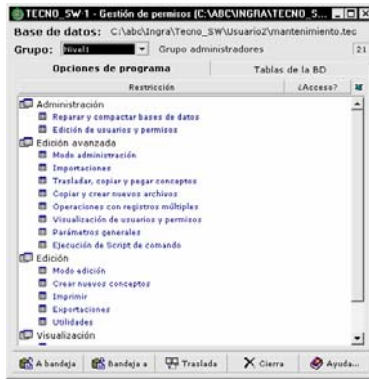 TECNO_SW 1 - Gestión de permisos (C:\ABC\INGRA\TECNO_S...
Base de datos: C:\abc\Ingra\Tecno_SW\Usuario2\mantenimiento.tec
Grupo: Nivel1 Grupo administradores 21
Opciones de programa Tablas de la BD
Restricción ¿Acceso?
Administración
Reparar y compactar bases de datos
Edición de usuarios y permisos
Edición avanzada
Modo administración
Importaciones
Trasladar, copiar y pegar conceptos
Copiar y crear nuevos archivos
Operaciones con registros múltiples
Visualización de usuarios y permisos
Parámetros generales
Ejecución de Script de comando
Edición
Modo edición
Crear nuevos conceptos
Imprimir
Exportaciones
Utilidades
Visualización
A bandeja Bandeja a Traslada Cierra Ayuda...